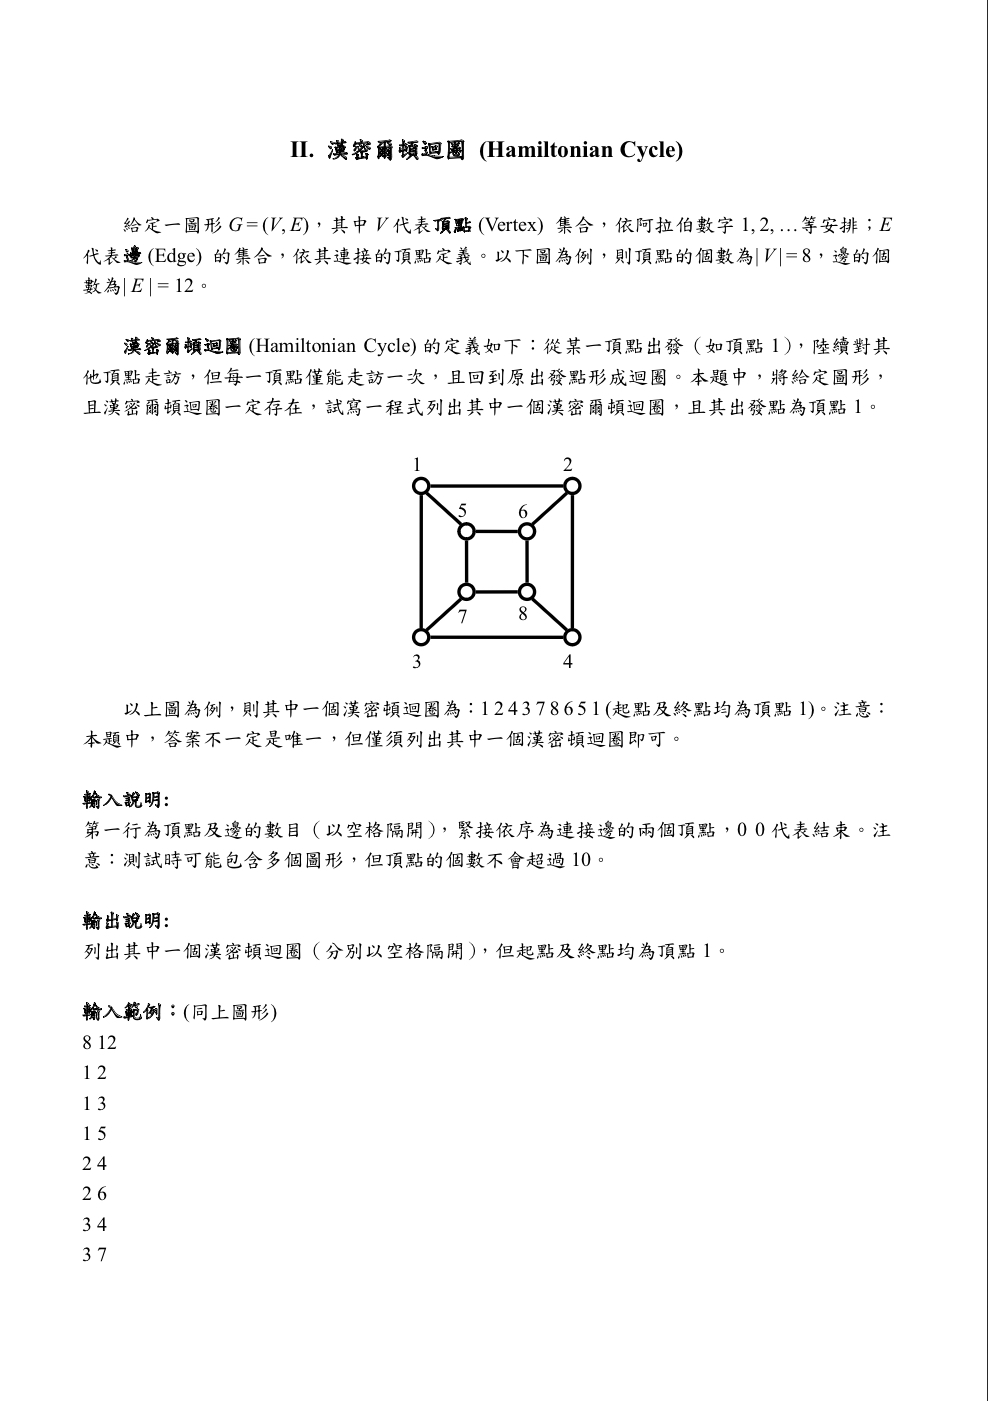 II. 漢密爾頓迴圈 (Hamiltonian Cycle)
給定一圖形 G = (V, E)，其中 V 代表頂點 (Vertex) 集合，依阿拉伯數字 1, 2, …等安排；E
代表邊 (Edge) 的集合，依其連接的頂點定義。以下圖為例，則頂點的個數為| V | = 8，邊的個
數為| E | = 12。
漢密爾頓迴圈 (Hamiltonian Cycle) 的定義如下：從某一頂點出發（如頂點 1），陸續對其
他頂點走訪，但每一頂點僅能走訪一次，且回到原出發點形成迴圈。本題中，將給定圖形，
且漢密爾頓迴圈一定存在，試寫一程式列出其中一個漢密爾頓迴圈，且其出發點為頂點 1。
1 2
5 6
7 8
3 4
以上圖為例，則其中一個漢密頓迴圈為：1 2 4 3 7 8 6 5 1 (起點及終點均為頂點 1)。注意：
本題中，答案不一定是唯一，但僅須列出其中一個漢密頓迴圈即可。
輸入說明:
第一行為頂點及邊的數目（以空格隔開），緊接依序為連接邊的兩個頂點，0 0 代表結束。注
意：測試時可能包含多個圖形，但頂點的個數不會超過 10。
輸出說明:
列出其中一個漢密頓迴圈（分別以空格隔開），但起點及終點均為頂點 1。
輸入範例：(同上圖形)
8 12
1 2
1 3
1 5
2 4
2 6
3 4
3 7